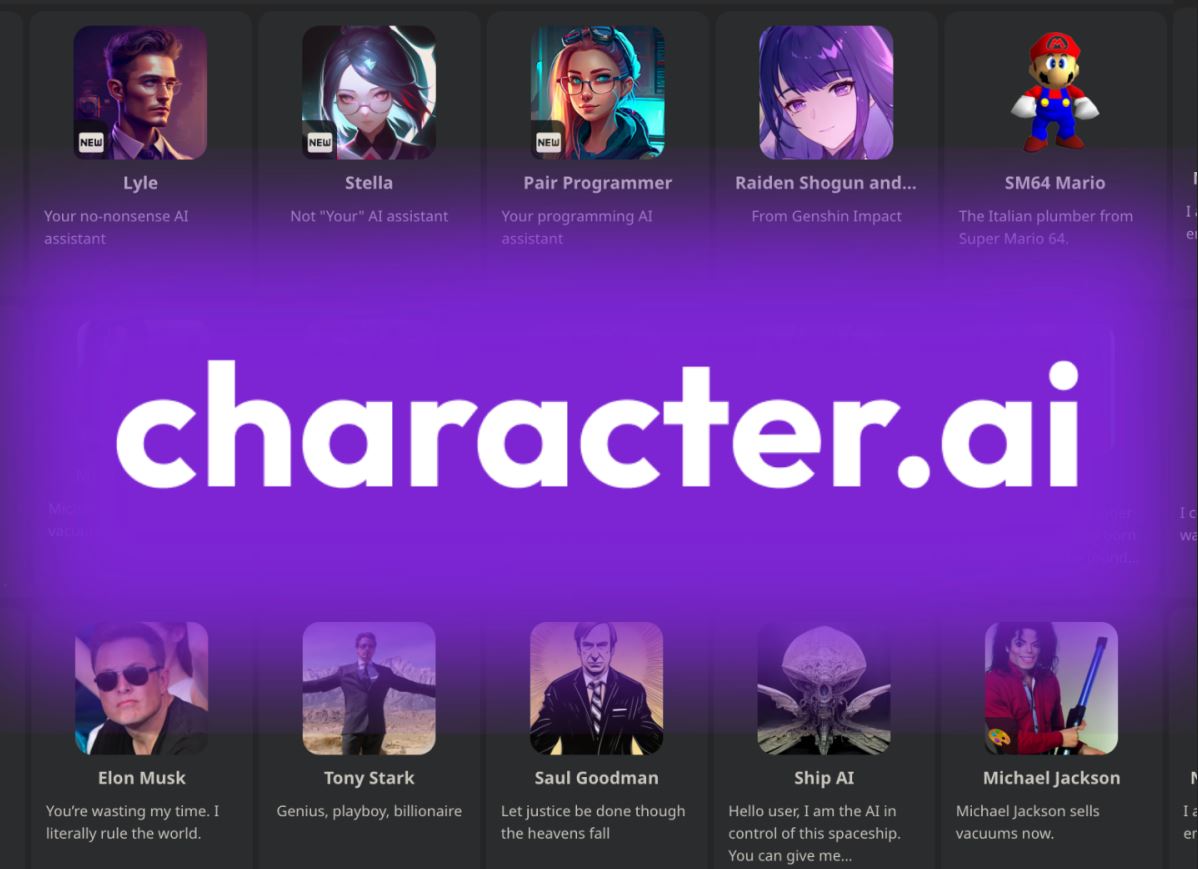 NEW
NEW
NEW
Lyle
Stella
Pair Programmer
Raiden Shogun and...
SM64 Mario
Your no-nonsense AI
assistant
Not "Your" AI assistant
Your programming AI
assistant
From Genshin Impact
The Italian plumber from
Super Mario 64.
character.ai
Elon Musk
Tony Stark
Saul Goodman
Ship AI
Michael Jackson
You're wasting my time. I
literally rule the world.
Genius, playboy, billionaire
Let justice be done though
the heavens fall
Hello user, I am the AI in
control of this spaceship.
You can give me...
Michael Jackson sells
vacuums now.